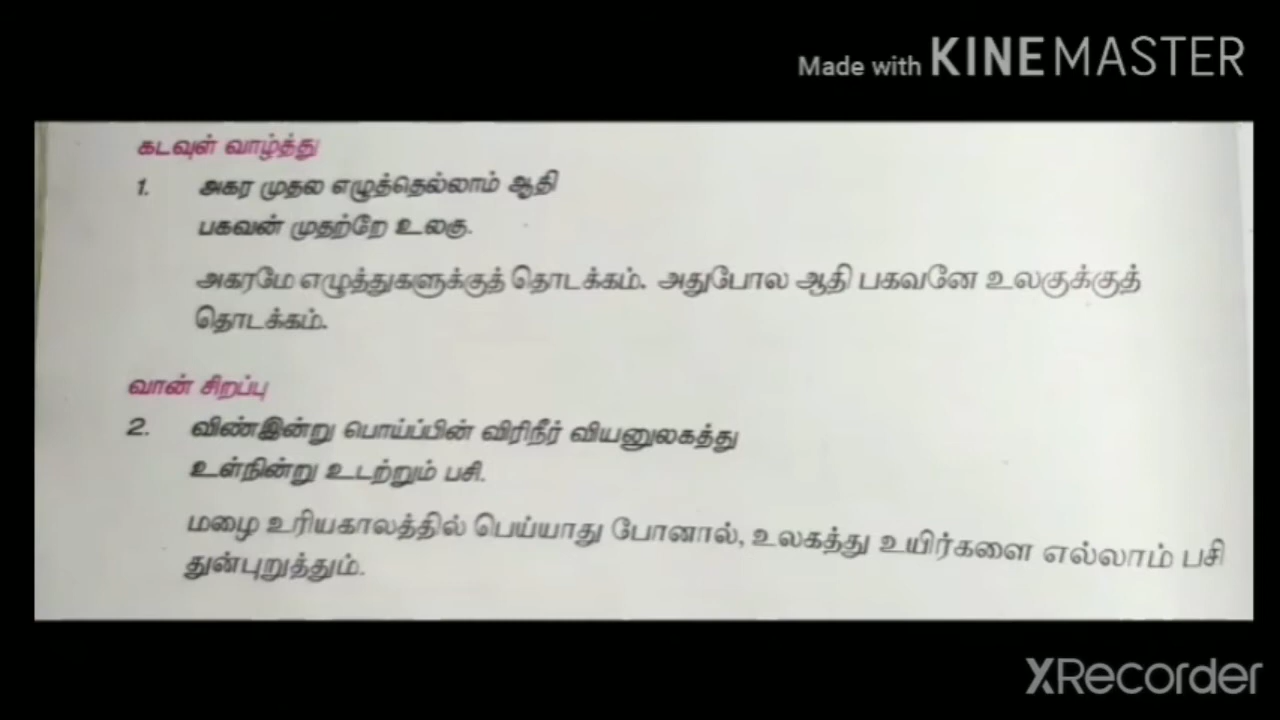 Made with KINEMASTER
கடவுள் வாழ்த்து
1. அகர முதல எழுத்தெல்லாம் ஆதி
பகவன் முதற்றே உலகு.
அகரமே எழுத்துகளுக்குத் தொடக்கம். அதுபோல ஆதி பகவனே உலகுக்குத்
தொடக்கம்.
வான் சிறப்பு
2. விண்இன்று பொய்ப்பின் விரிநீர் வியனுலகத்து
உள்நின்று உடற்றும் பசி.
மழை உரியகாலத்தில் பெய்யாது போனால், உலகத்து உயிர்களை எல்லாம் பசி
துன்புறுத்தும்.
XRecorder